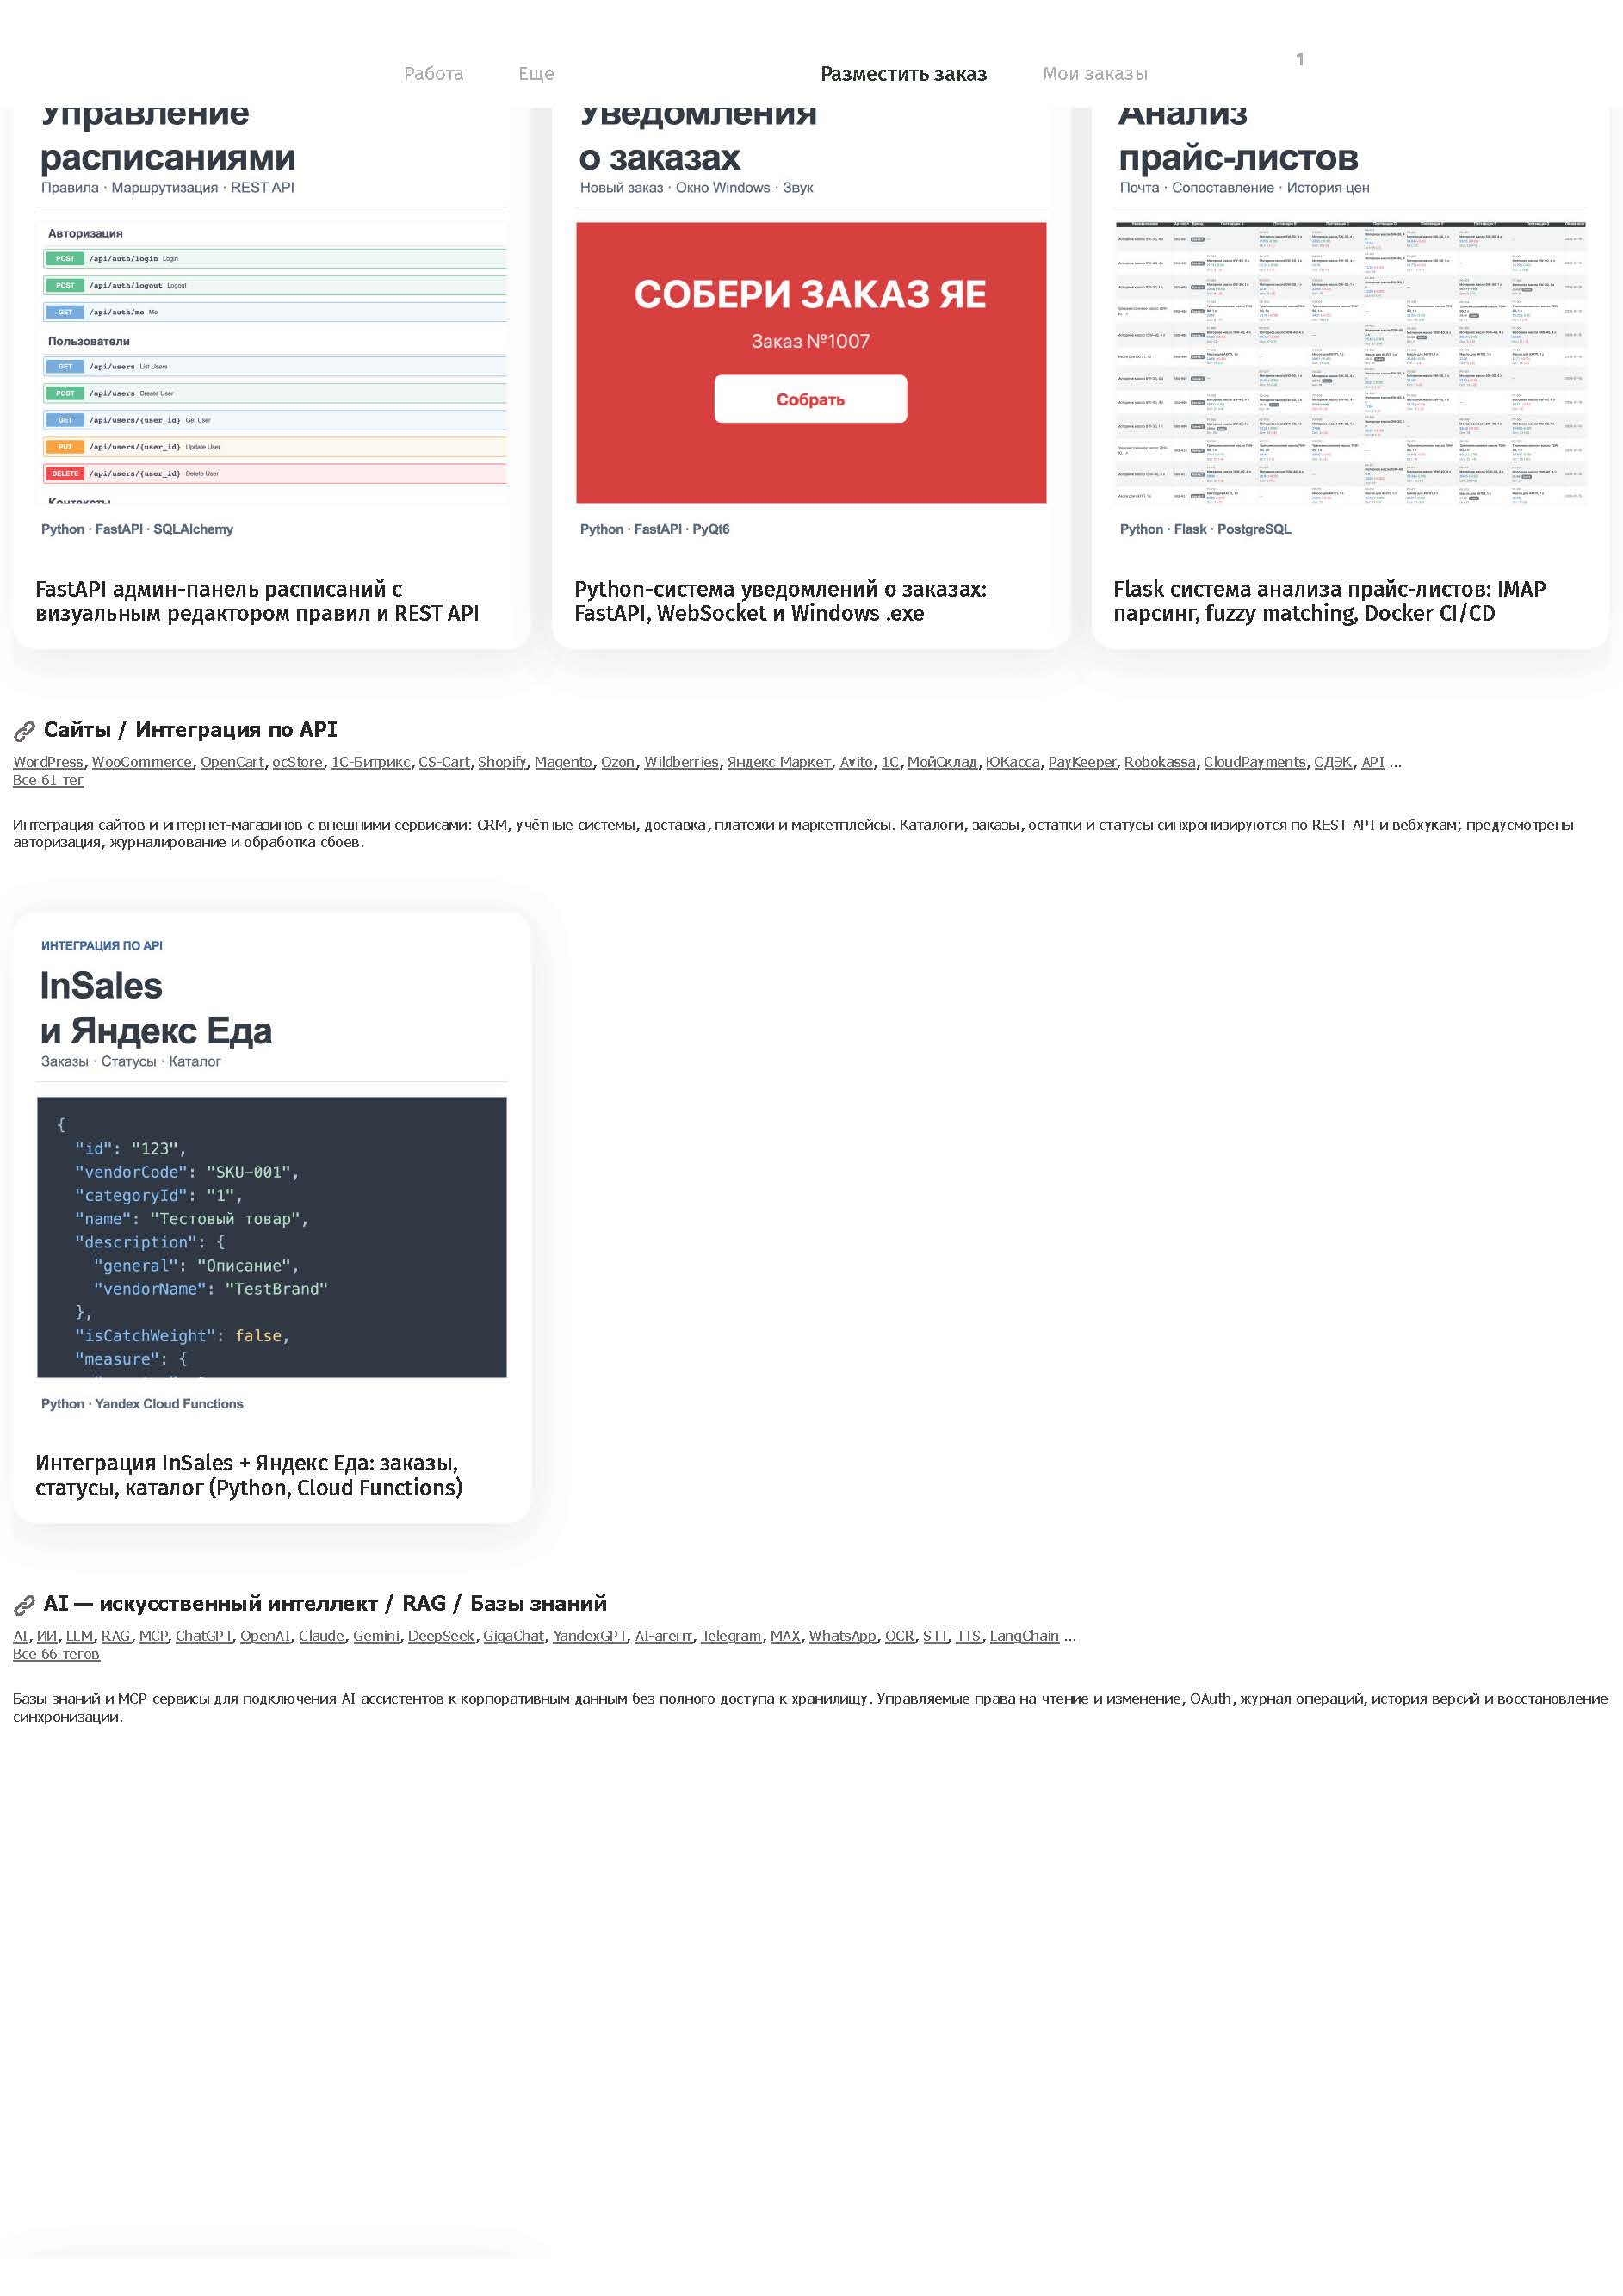 Работа Еще Разместить заказ Мои заказы 1
Управление
расписаниями
Правила · Маршрутизация · REST API
Авторизация
POST /api/auth/login Login
POST /api/auth/logout Logout
GET /api/auth/me Me
Пользователи
GET /api/users List Users
POST /api/users Create User
GET /api/users/{user_id} Get User
PUT /api/users/{user_id} Update User
DELETE /api/users/{user_id} Delete User
Контексты
Python · FastAPI · SQLAlchemy
FastAPI админ-панель расписаний с
визуальным редактором правил и REST API
Уведомления
о заказах
Новый заказ · Окно Windows · Звук
СОБЕРИ ЗАКАЗ ЯЕ
Заказ №1007
Собрать
Python · FastAPI · PyQt6
Python-система уведомлений о заказах:
FastAPI, WebSocket и Windows .exe
Анализ
прайс-листов
Почта · Сопоставление · История цен
Python · Flask · PostgreSQL
Flask система анализа прайс-листов: IMAP
парсинг, fuzzy matching, Docker CI/CD
Сайты / Интеграция по API
WordPress, WooCommerce, OpenCart, ocStore, 1С-Битрикс, CS-Cart, Shopify, Magento, Ozon, Wildberries, Яндекс Маркет, Avito, 1С, МойСклад, ЮКасса, PayKeeper, Robokassa, CloudPayments, СДЭК, API ...
Все 61 тег
Интеграция сайтов и интернет-магазинов с внешними сервисами: CRM, учётные системы, доставка, платежи и маркетплейсы. Каталоги, заказы, остатки и статусы синхронизируются по REST API и вебхукам; предусмотрены
авторизация, журналирование и обработка сбоев.
ИНТЕГРАЦИЯ ПО API
InSales
и Яндекс Еда
Заказы · Статусы · Каталог
{
"id": "123",
"vendorCode": "SKU-001",
"categoryId": "1",
"name": "Тестовый товар",
"description": {
"general": "Описание",
"vendorName": "TestBrand"
},
"isCatchWeight": false,
"measure": {
Python · Yandex Cloud Functions
Интеграция InSales + Яндекс Еда: заказы,
статусы, каталог (Python, Cloud Functions)
AI — искусственный интеллект / RAG / Базы знаний
AI, ИИ, LLM, RAG, MCP, ChatGPT, OpenAI, Claude, Gemini, DeepSeek, GigaChat, YandexGPT, AI-агент, Telegram, MAX, WhatsApp, OCR, STT, TTS, LangChain ...
Все 66 тегов
Базы знаний и MCP-сервисы для подключения AI-ассистентов к корпоративным данным без полного доступа к хранилищу. Управляемые права на чтение и изменение, OAuth, журнал операций, история версий и восстановление
синхронизации.